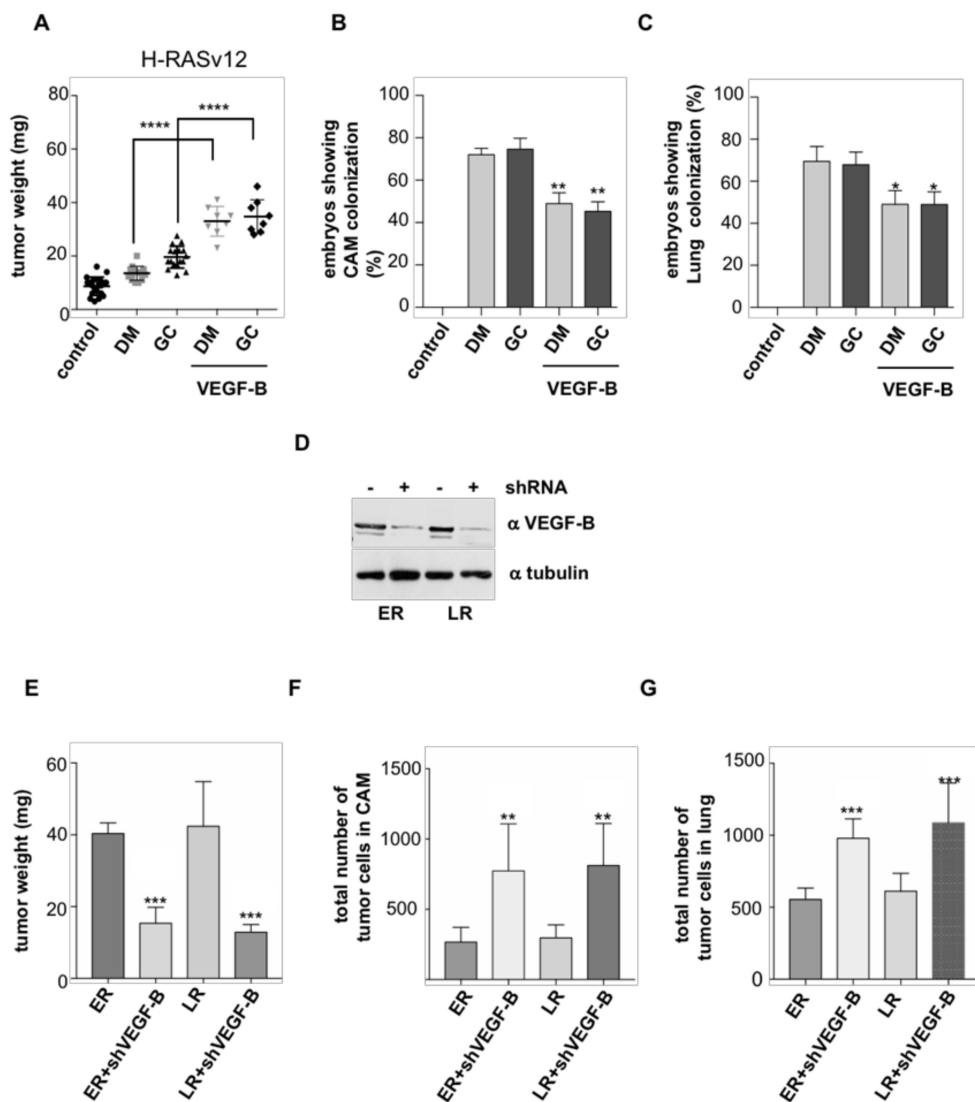 A
H-RASv12
tumor weight (mg)
80
60
40
20
0
****
****
control
DM
GC
DM
GC
VEGF-B
B
embryos showing
CAM colonization
(%)
100
80
60
40
20
0
**
**
control
DM
GC
DM
GC
VEGF-B
C
embryos showing
Lung colonization (%)
100
80
60
40
20
0
*
*
control
DM
GC
DM
GC
VEGF-B
D
- + - + shRNA
α VEGF-B
α tubulin
ER LR
E
tumor weight (mg)
60
40
20
0
***
***
ER
ER+shVEGF-B
LR
LR+shVEGF-B
F
total number of
tumor cells in CAM
1500
1000
500
**
**
ER
ER+shVEGF-B
LR
LR+shVEGF-B
G
total number of
tumor cells in lung
1500
1000
500
0
***
***
ER
ER+shVEGF-B
LR
LR+shVEGF-B